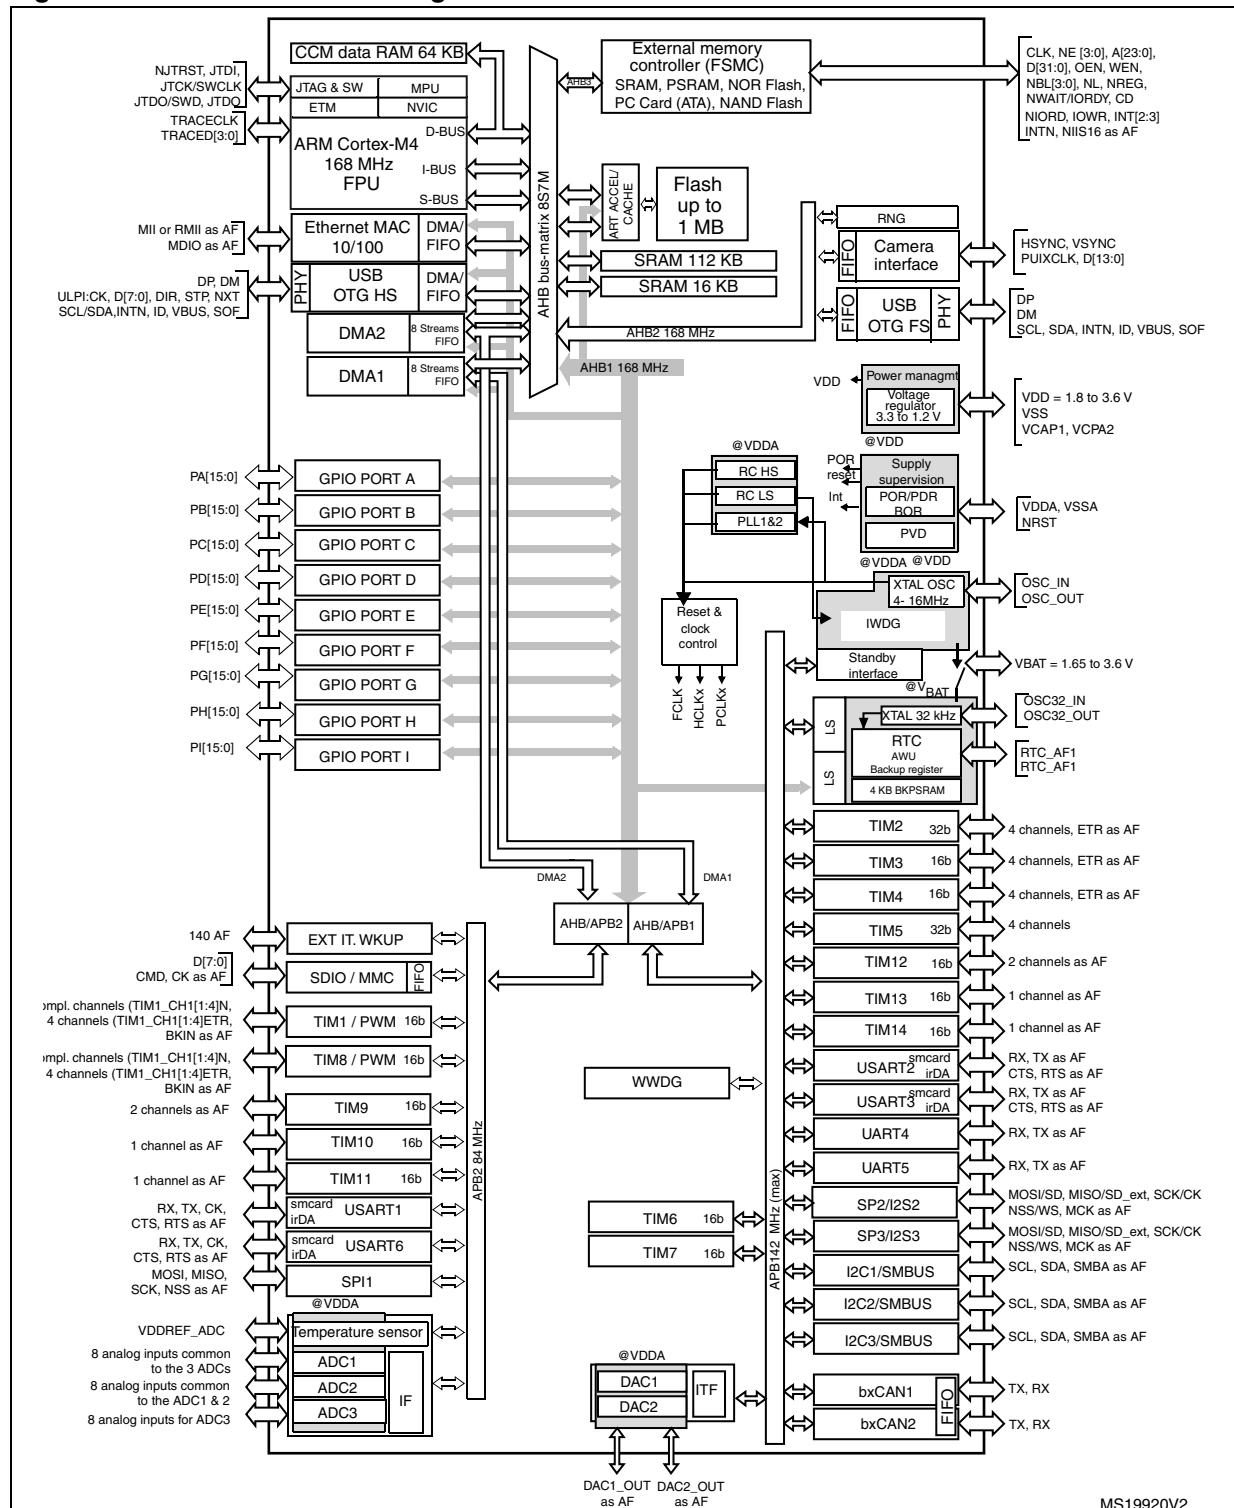 CCM data RAM 64 KB
External memory
controller (FSMC)
SRAM, PSRAM, NOR Flash,
PC Card (ATA), NAND Flash
AHB3
CLK, NE [3:0], A[23:0],
D[31:0], OEN, WEN,
NBL[3:0], NL, NREG,
NWAIT/IORDY, CD
NIORD, IOWR, INT[2:3]
INTN, NIIS16 as AF
NJTRST, JTDI,
JTCK/SWCLK
JTDO/SWD, JTDO
TRACECLK
TRACED[3:0]
JTAG & SW
MPU
ETM
NVIC
D-BUS
ARM Cortex-M4
168 MHz
FPU
I-BUS
S-BUS
AHB bus-matrix 8S7M
ART ACCEL/
CACHE
Flash
up to
1 MB
SRAM 112 KB
SRAM 16 KB
AHB2 168 MHz
AHB1 168 MHz
MII or RMII as AF
MDIO as AF
Ethernet MAC
10/100
DMA/
FIFO
DP, DM
ULPI:CK, D[7:0], DIR, STP, NXT
SCL/SDA,INTN, ID, VBUS, SOF
PHY
USB
OTG HS
DMA/
FIFO
DMA2
8 Streams
FIFO
DMA1
8 Streams
FIFO
RNG
FIFO
Camera
interface
HSYNC, VSYNC
PUIXCLK, D[13:0]
FIFO
USB
OTG FS
PHY
DP
DM
SCL, SDA, INTN, ID, VBUS, SOF
VDD
Power managmt
Voltage
regulator
3.3 to 1.2 V
VDD = 1.8 to 3.6 V
VSS
VCAP1, VCPA2
@VDD
@VDDA
RC HS
RC LS
PLL1&2
POR
reset
Int
Supply
supervision
POR/PDR
BOR
PVD
VDDA, VSSA
NRST
@VDDA
@VDD
XTAL OSC
4- 16MHz
OSC_IN
OSC_OUT
IWDG
Reset &
clock
control
FCLK
HCLKx
PCLKx
Standby
interface
VBAT = 1.65 to 3.6 V
@VBAT
LS
LS
XTAL 32 kHz
OSC32_IN
OSC32_OUT
RTC
AWU
Backup register
4 KB BKPSRAM
RTC_AF1
RTC_AF1
PA[15:0]
GPIO PORT A
PB[15:0]
GPIO PORT B
PC[15:0]
GPIO PORT C
PD[15:0]
GPIO PORT D
PE[15:0]
GPIO PORT E
PF[15:0]
GPIO PORT F
PG[15:0]
GPIO PORT G
PH[15:0]
GPIO PORT H
PI[15:0]
GPIO PORT I
DMA2
DMA1
AHB/APB2
AHB/APB1
140 AF
EXT IT. WKUP
D[7:0]
CMD, CK as AF
SDIO / MMC
FIFO
ompl. channels (TIM1_CH1[1:4]N,
4 channels (TIM1_CH1[1:4]ETR,
BKIN as AF
TIM1 / PWM 16b
ompl. channels (TIM1_CH1[1:4]N,
4 channels (TIM1_CH1[1:4]ETR,
BKIN as AF
TIM8 / PWM 16b
2 channels as AF
TIM9 16b
1 channel as AF
TIM10 16b
1 channel as AF
TIM11 16b
RX, TX, CK,
CTS, RTS as AF
smcard
irDA
USART1
RX, TX, CK,
CTS, RTS as AF
smcard
irDA
USART6
MOSI, MISO,
SCK, NSS as AF
SPI1
@VDDA
VDDREF_ADC
Temperature sensor
8 analog inputs common
to the 3 ADCs
ADC1
8 analog inputs common
to the ADC1 & 2
ADC2
8 analog inputs for ADC3
ADC3
IF
APB2 84 MHz
WWDG
TIM6 16b
TIM7 16b
@VDDA
DAC1
DAC2
ITF
DAC1_OUT
as AF
DAC2_OUT
as AF
APB142 MHz (max)
TIM2 32b
4 channels, ETR as AF
TIM3 16b
4 channels, ETR as AF
TIM4 16b
4 channels, ETR as AF
TIM5 32b
4 channels
TIM12 16b
2 channels as AF
TIM13 16b
1 channel as AF
TIM14 16b
1 channel as AF
USART2
smcard
irDA
RX, TX as AF
CTS, RTS as AF
USART3
smcard
irDA
RX, TX as AF
CTS, RTS as AF
UART4
RX, TX as AF
UART5
RX, TX as AF
SP2/I2S2
MOSI/SD, MISO/SD_ext, SCK/CK
NSS/WS, MCK as AF
SP3/I2S3
MOSI/SD, MISO/SD_ext, SCK/CK
NSS/WS, MCK as AF
I2C1/SMBUS
SCL, SDA, SMBA as AF
I2C2/SMBUS
SCL, SDA, SMBA as AF
I2C3/SMBUS
SCL, SDA, SMBA as AF
bxCAN1
TX, RX
bxCAN2
FIFO
TX, RX
MS19920V2